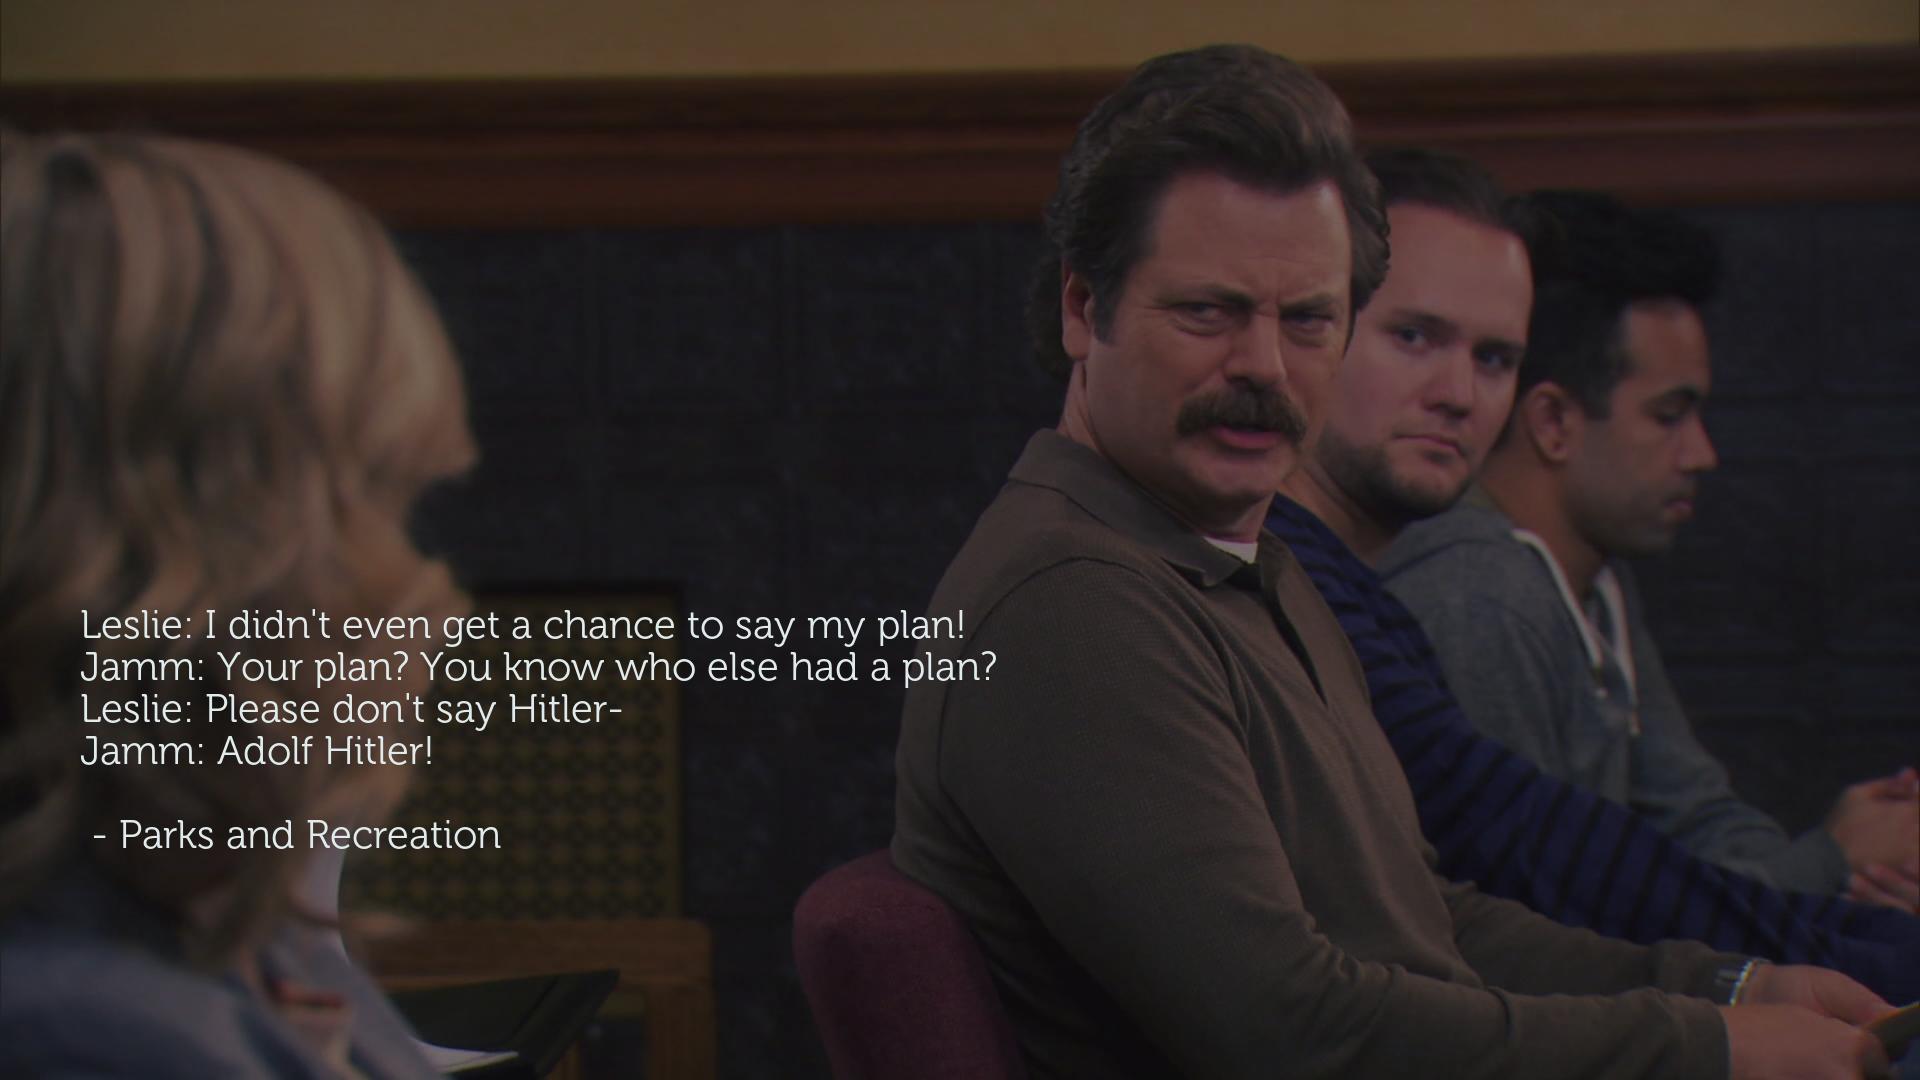 Leslie: I didn't even get a chance to say my plan!
Jamm: Your plan? You know who else had a plan?
Leslie: Please don't say Hitler-
Jamm: Adolf Hitler!
- Parks and Recreation